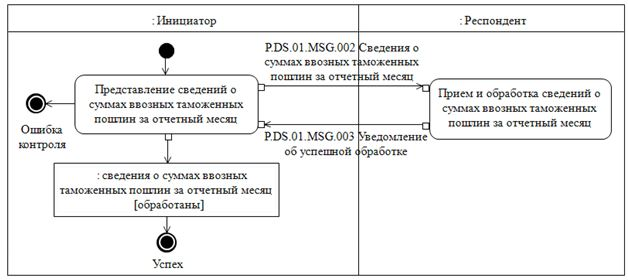 : Инициатор
: Респондент
P.DS.01.MSG.002 Сведения о
суммах ввозных таможенных
пошлин за отчетный месяц
Представление сведений о
суммах ввозных таможенных
пошлин за отчетный месяц
Прием и обработка сведений о
суммах ввозных таможенных
пошлин за отчетный месяц
Ошибка
контроля
P.DS.01.MSG.003 Уведомление
об успешной обработке
: сведения о суммах ввозных
таможенных пошлин за отчетный месяц
[обработаны]
Успех